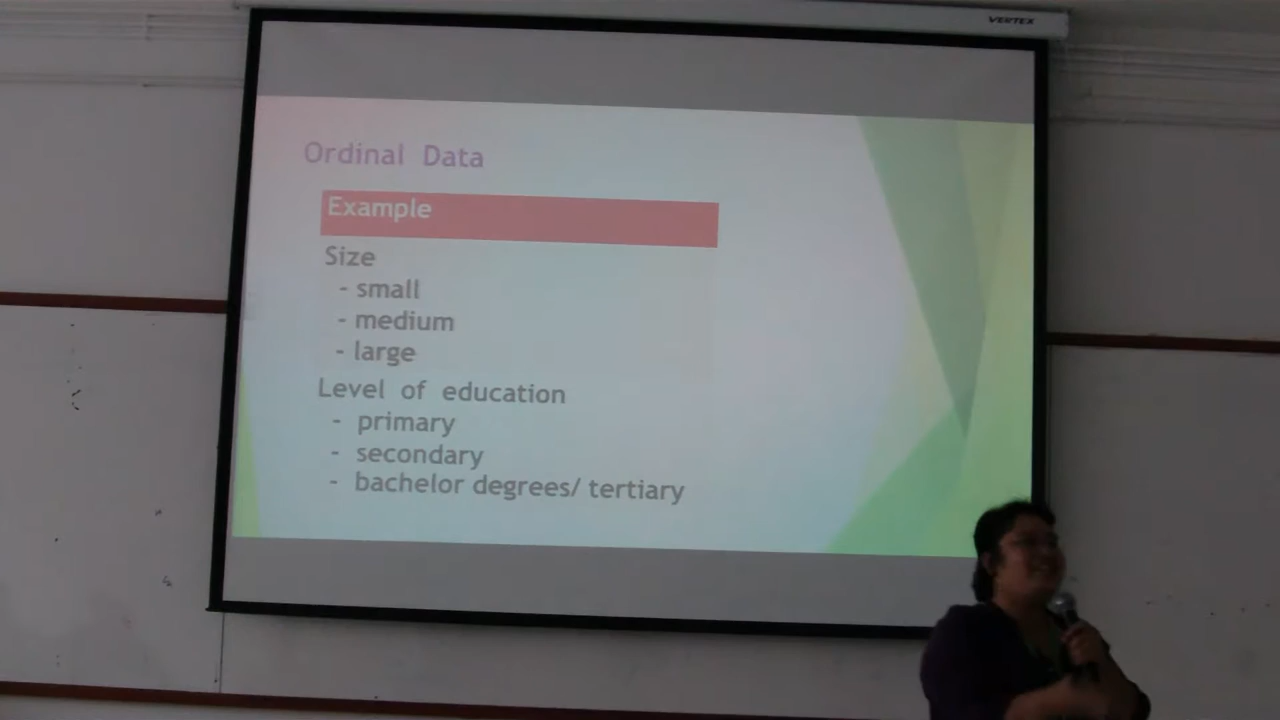 VERTEX
Ordinal Data
Example
Size
- small
- medium
- large
Level of education
- primary
- secondary
- bachelor degrees/ tertiary